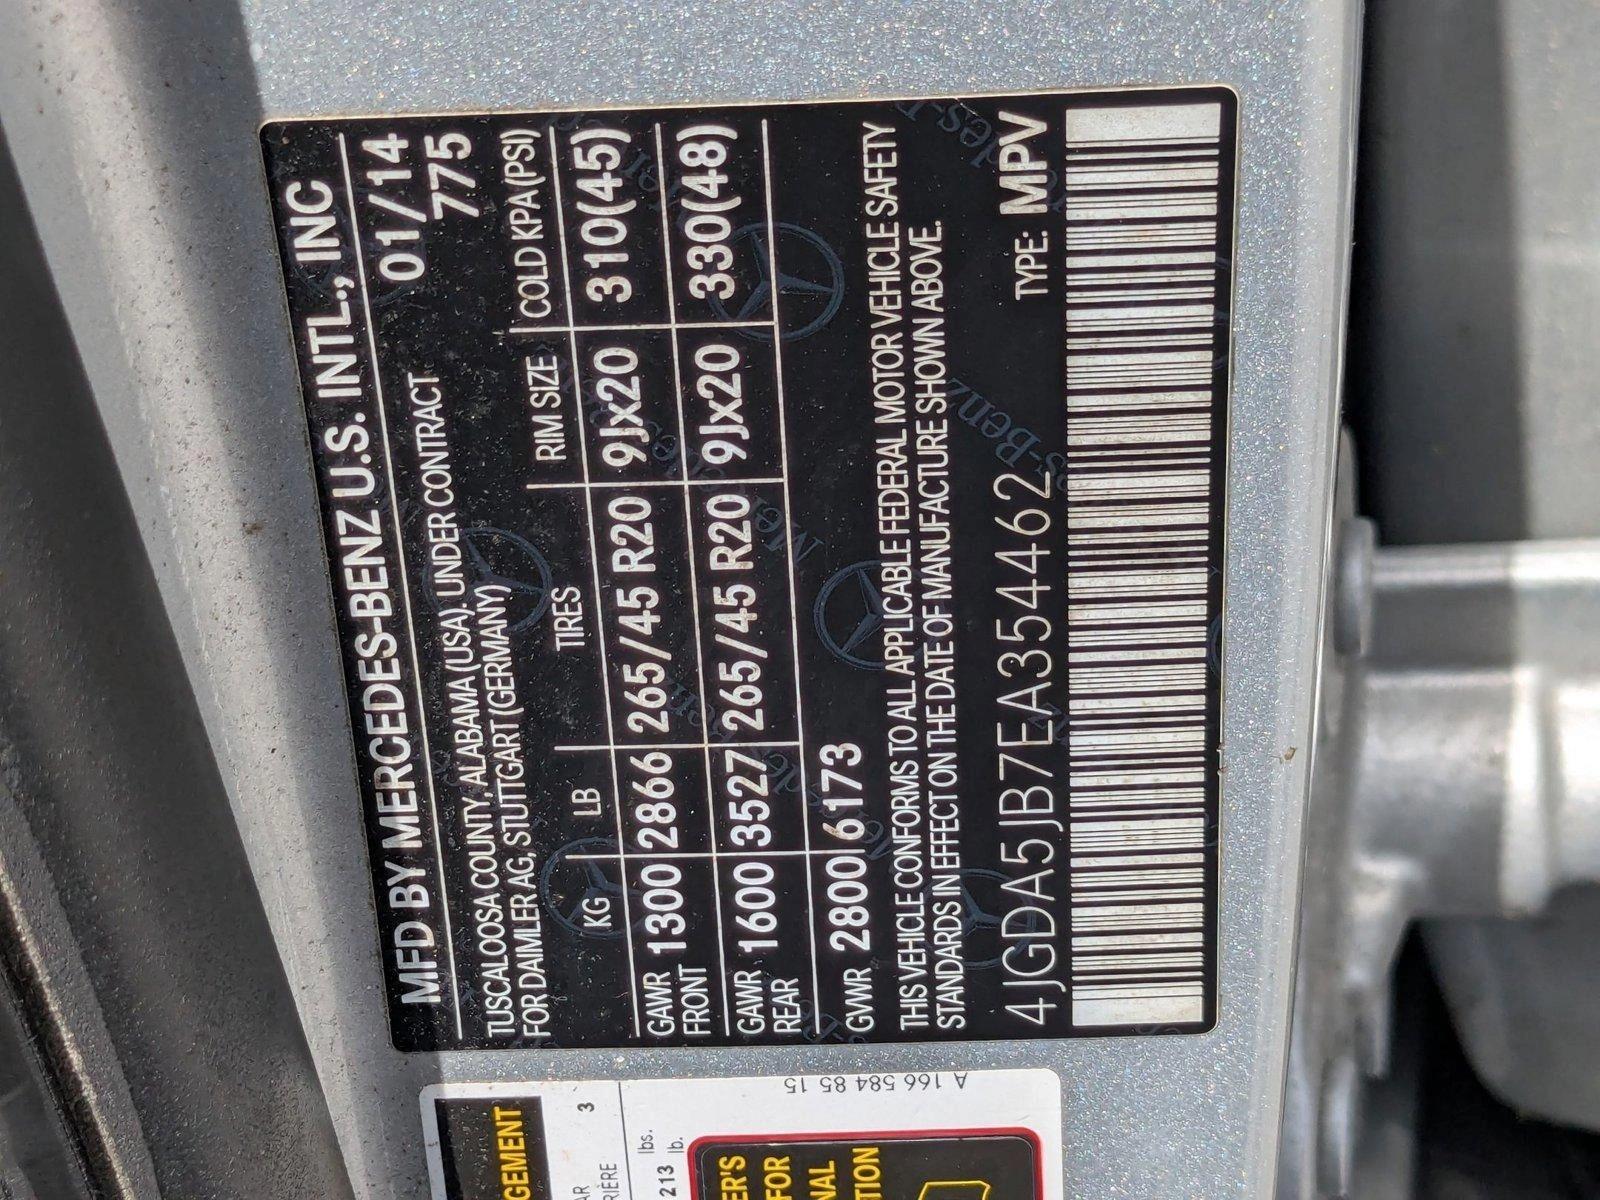 MFD BY MERCEDES-BENZ U.S. INTL., INC
TUSCALOOSA COUNTY, ALABAMA (USA). UNDER CONTRACT 01/14
FOR DAIMLER AG, STUTTGART (GERMANY) 775
KG LB TIRES RIM SIZE COLD KPA (PSI)
GAWR FRONT 1300 2866 265/45 R20 9Jx20 310(45)
GAWR REAR 1600 3527 265/45 R20 9Jx20 330(48)
GVWR 2800 6173
THIS VEHICLE CONFORMS TO ALL APPLICABLE FEDERAL MOTOR VEHICLE SAFETY
STANDARDS IN EFFECT ON THE DATE OF MANUFACTURE SHOWN ABOVE.
4JGDA5JB7EA354462 TYPE: MPV
GEMENT
AR 3
RIÈRE
lbs.
213 lb.
A 166 584 85 15
ER'S
FOR
NAL
TION